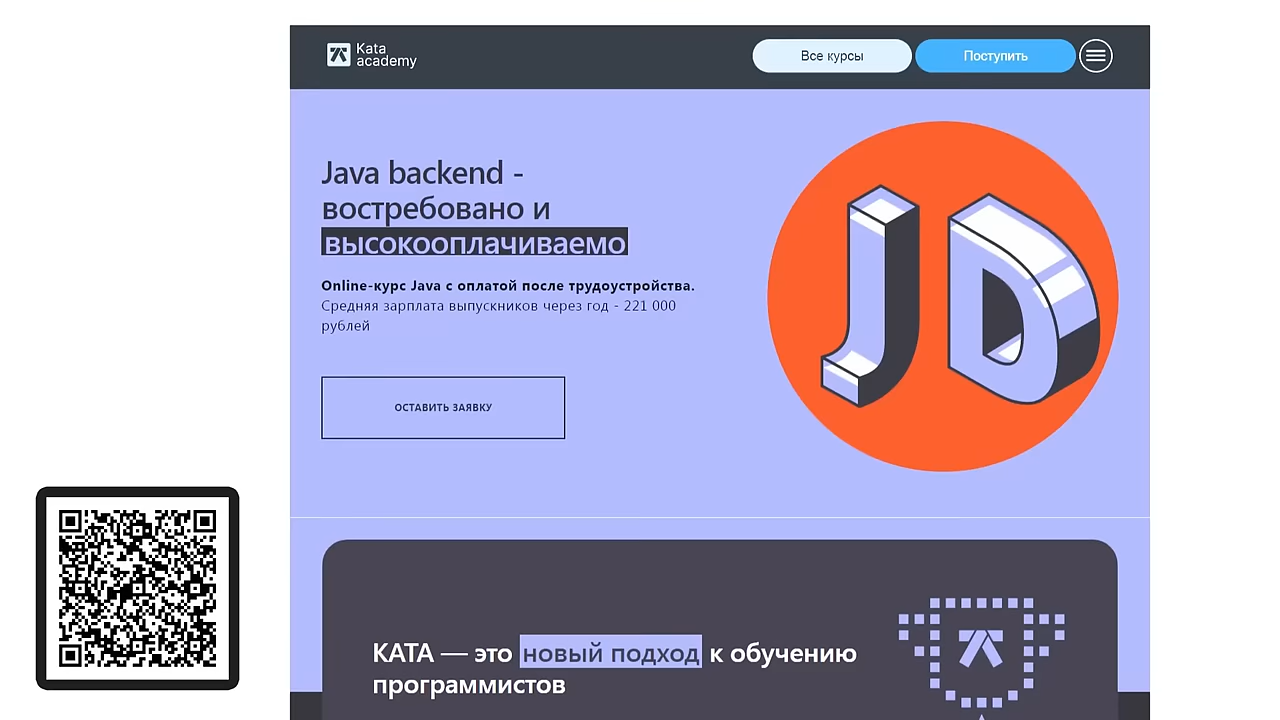 Kata
academy
Все курсы
Поступить
Java backend -
востребовано и
высокооплачиваемо
Online-курс Java с оплатой после трудоустройства.
Средняя зарплата выпускников через год - 221 000
рублей
ОСТАВИТЬ ЗАЯВКУ
JD
КАТА — это новый подход к обучению
программистов